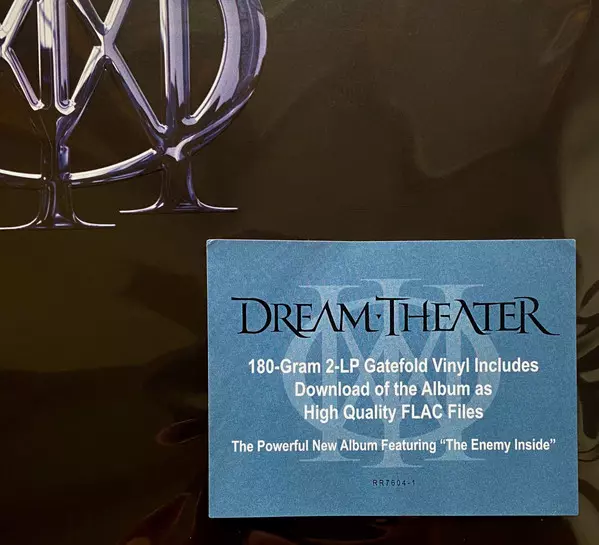 DREAM·THEATER
180-Gram 2-LP Gatefold Vinyl Includes
Download of the Album as
High Quality FLAC Files
The Powerful New Album Featuring “The Enemy Inside”
RR7604-1